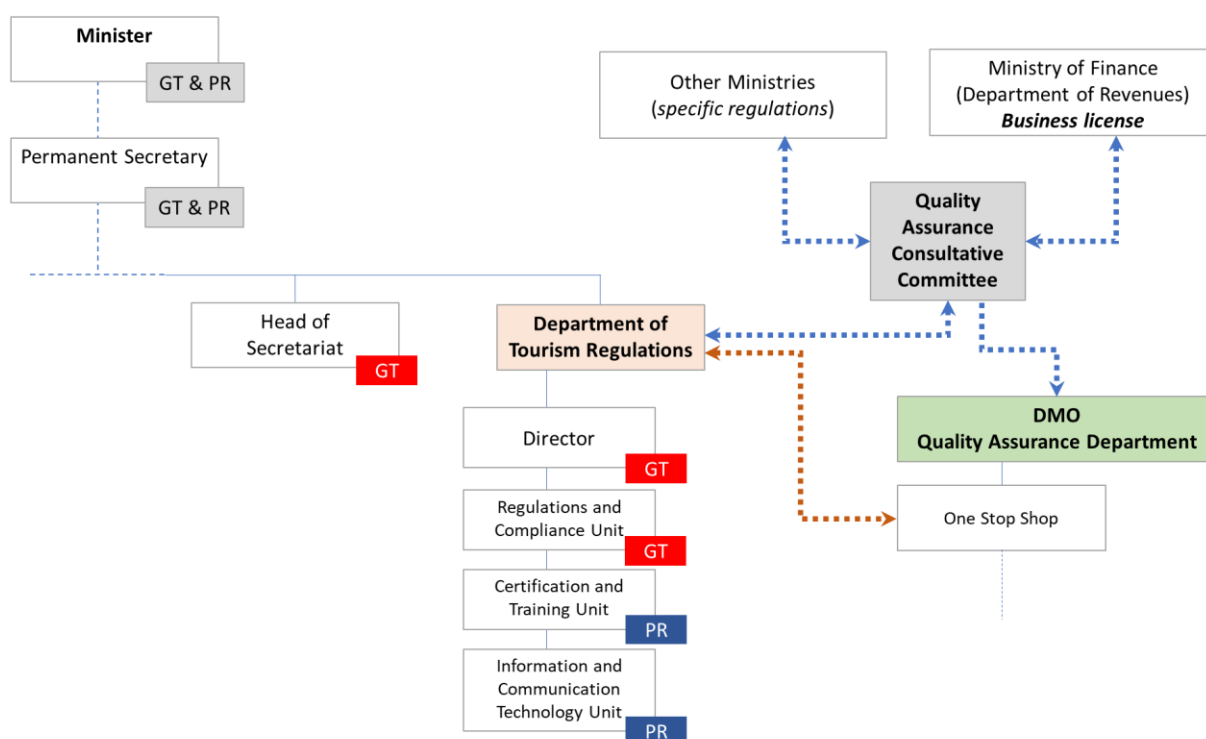 Minister
GT & PR
Permanent Secretary
GT & PR
Other Ministries
(specific regulations)
Ministry of Finance
(Department of Revenues)
Business license
Quality
Assurance
Consultative
Committee
Head of
Secretariat
GT
Department of
Tourism Regulations
Director
GT
Regulations and
Compliance Unit
GT
Certification and
Training Unit
PR
Information and
Communication
Technology Unit
PR
DMO
Quality Assurance Department
One Stop Shop